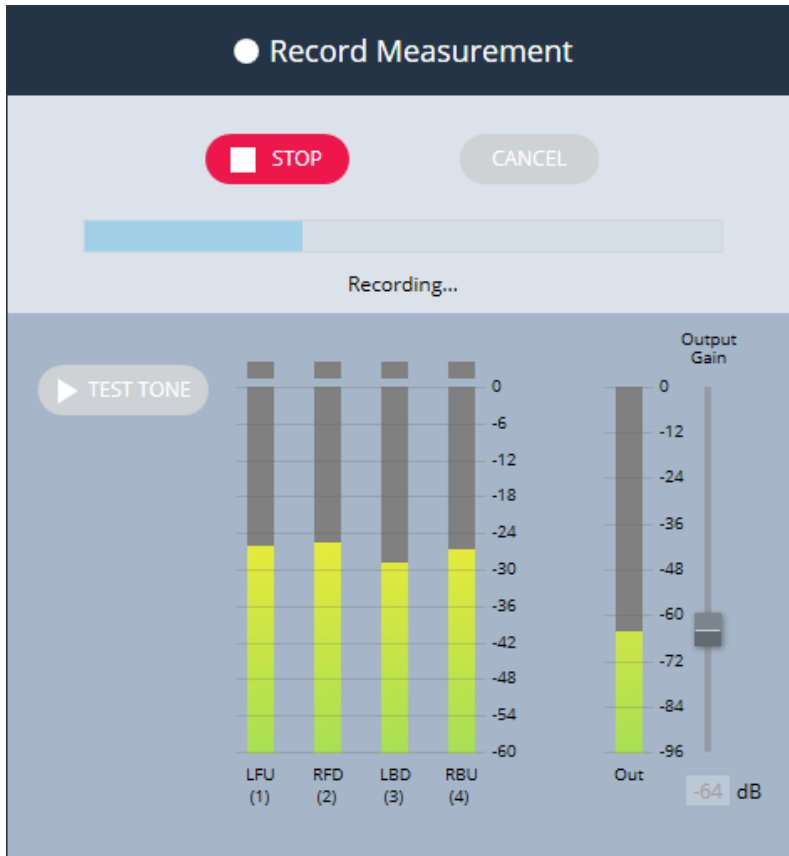 Record Measurement
STOP
CANCEL
Recording...
Output
Gain
TEST TONE
0
-6
-12
-18
-24
-30
-36
-42
-48
-54
-60
0
-12
-24
-36
-48
-60
-72
-84
-96
LFU
(1)
RFD
(2)
LBD
(3)
RBU
(4)
Out
-64 dB